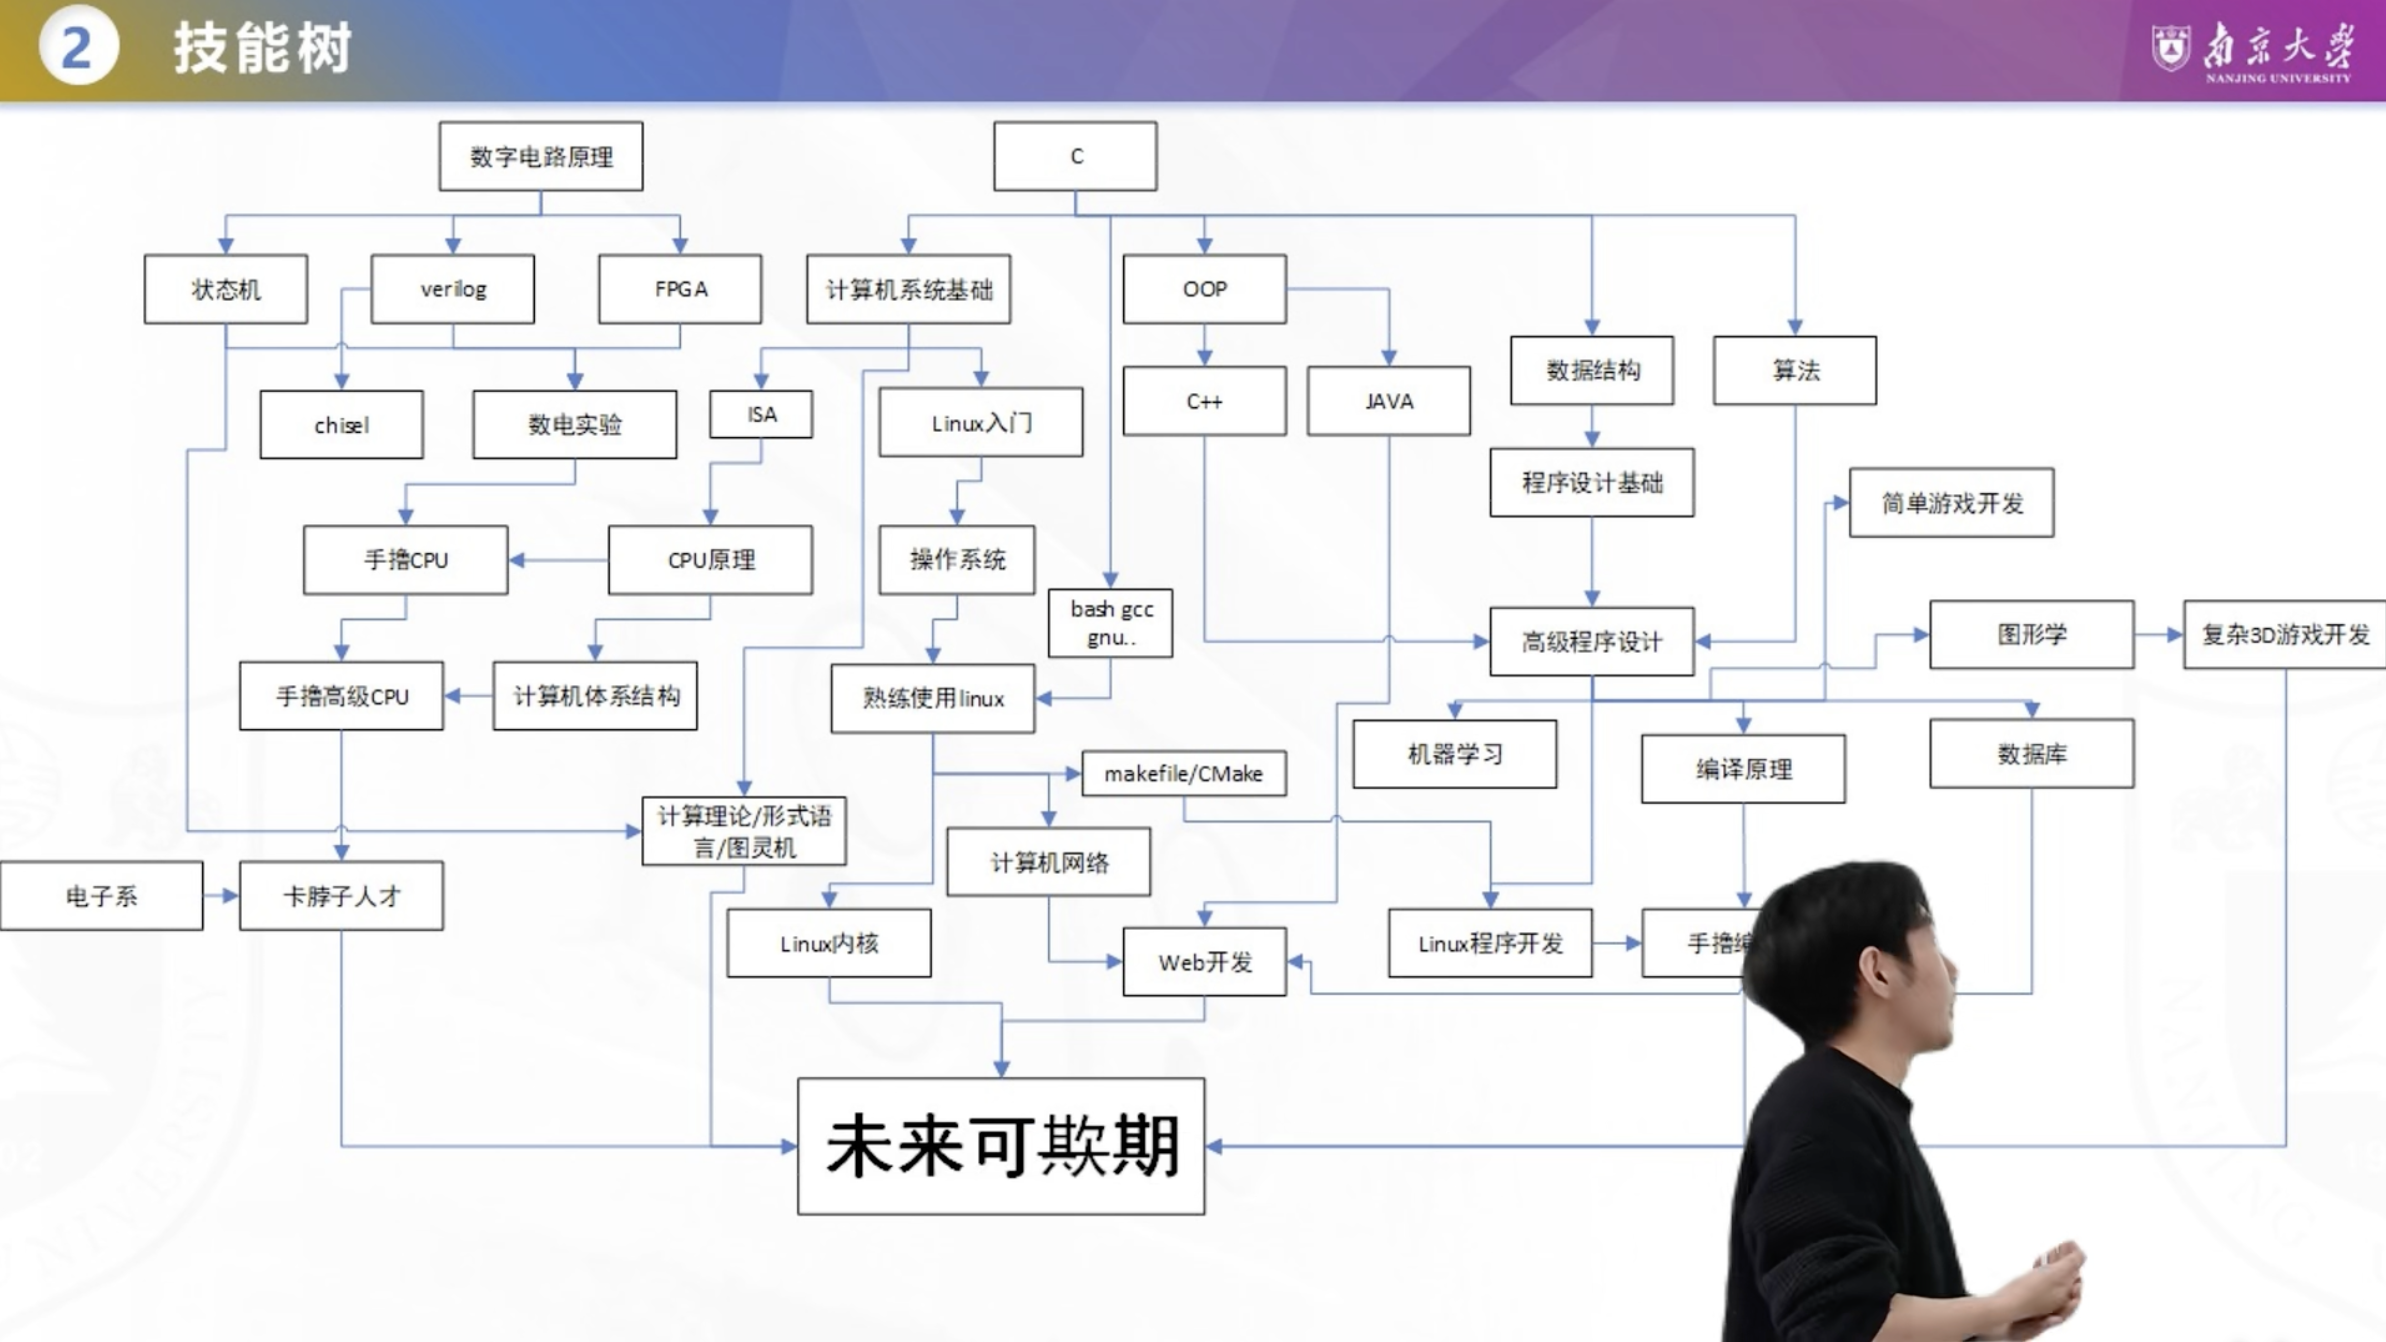 2 技能树
南京大学
NANJING UNIVERSITY
数字电路原理
C
状态机
verilog
FPGA
计算机系统基础
OOP
数据结构
算法
chisel
数电实验
ISA
Linux入门
C++
JAVA
程序设计基础
简单游戏开发
手撸CPU
CPU原理
操作系统
bash gcc
gnu..
高级程序设计
图形学
复杂3D游戏开发
手撸高级CPU
计算机体系结构
熟练使用linux
机器学习
编译原理
数据库
makefile/CMake
计算理论/形式语
言/图灵机
计算机网络
电子系
卡脖子人才
Linux内核
Web开发
Linux程序开发
手撸编
未来可欺期